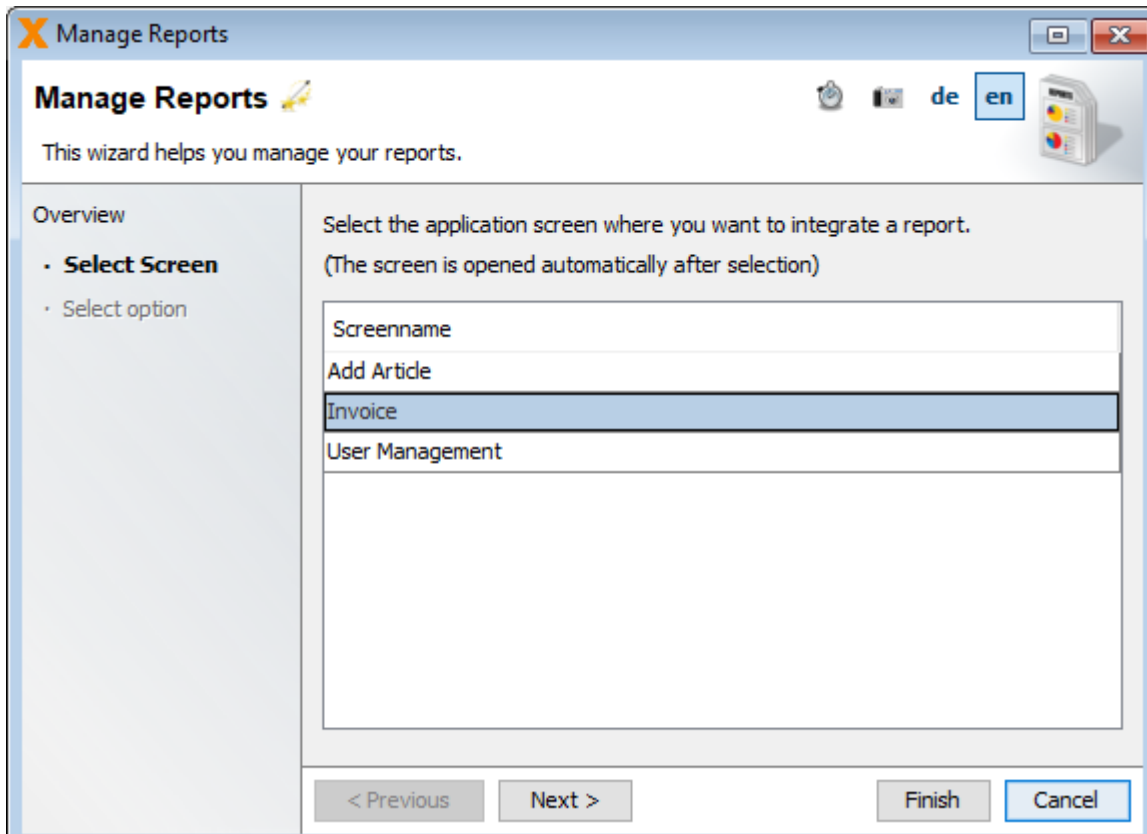 Manage Reports
Manage Reports
de en
This wizard helps you manage your reports.
Overview
· Select Screen
· Select option
Select the application screen where you want to integrate a report.
(The screen is opened automatically after selection)
Screenname
Add Article
Invoice
User Management
< Previous Next > Finish Cancel